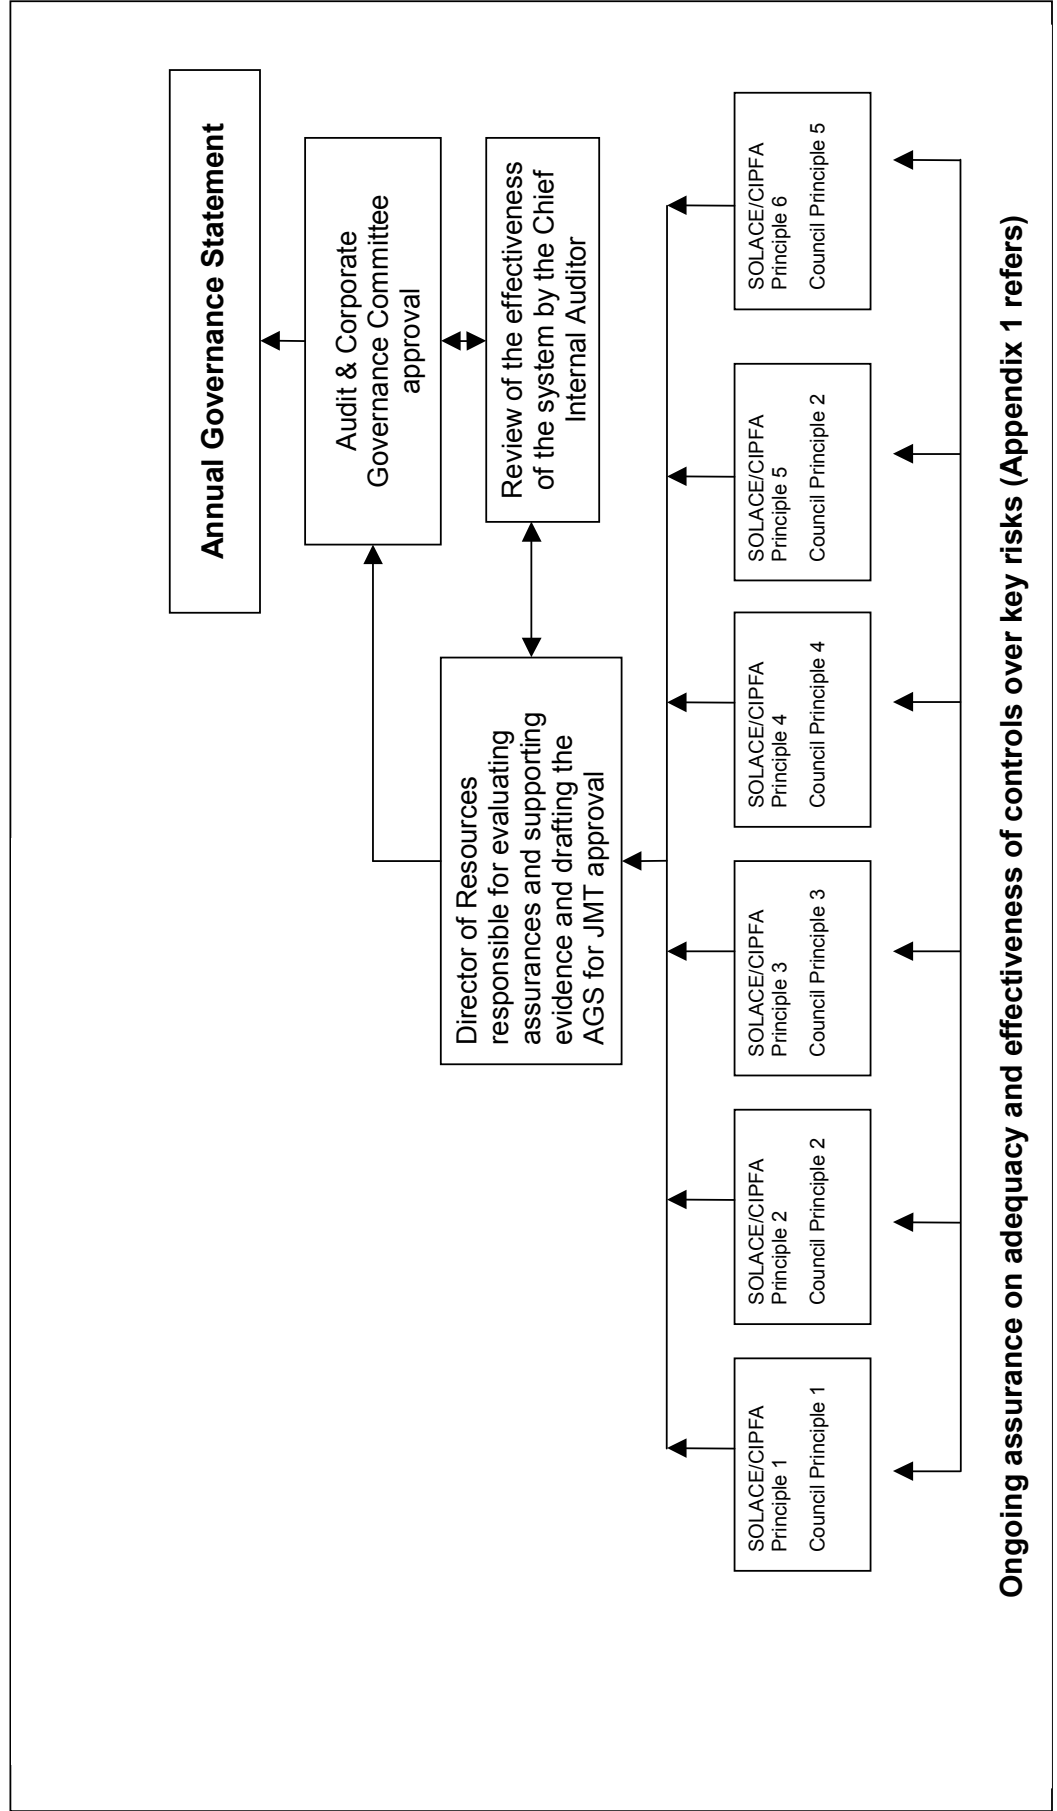 Annual Governance Statement
Audit & Corporate
Governance Committee
approval
Review of the effectiveness
of the system by the Chief
Internal Auditor
Director of Resources
responsible for evaluating
assurances and supporting
evidence and drafting the
AGS for JMT approval
SOLACE/CIPFA
Principle 1
Council Principle 1
SOLACE/CIPFA
Principle 2
Council Principle 2
SOLACE/CIPFA
Principle 3
Council Principle 3
SOLACE/CIPFA
Principle 4
Council Principle 4
SOLACE/CIPFA
Principle 5
Council Principle 2
SOLACE/CIPFA
Principle 6
Council Principle 5
Ongoing assurance on adequacy and effectiveness of controls over key risks (Appendix 1 refers)